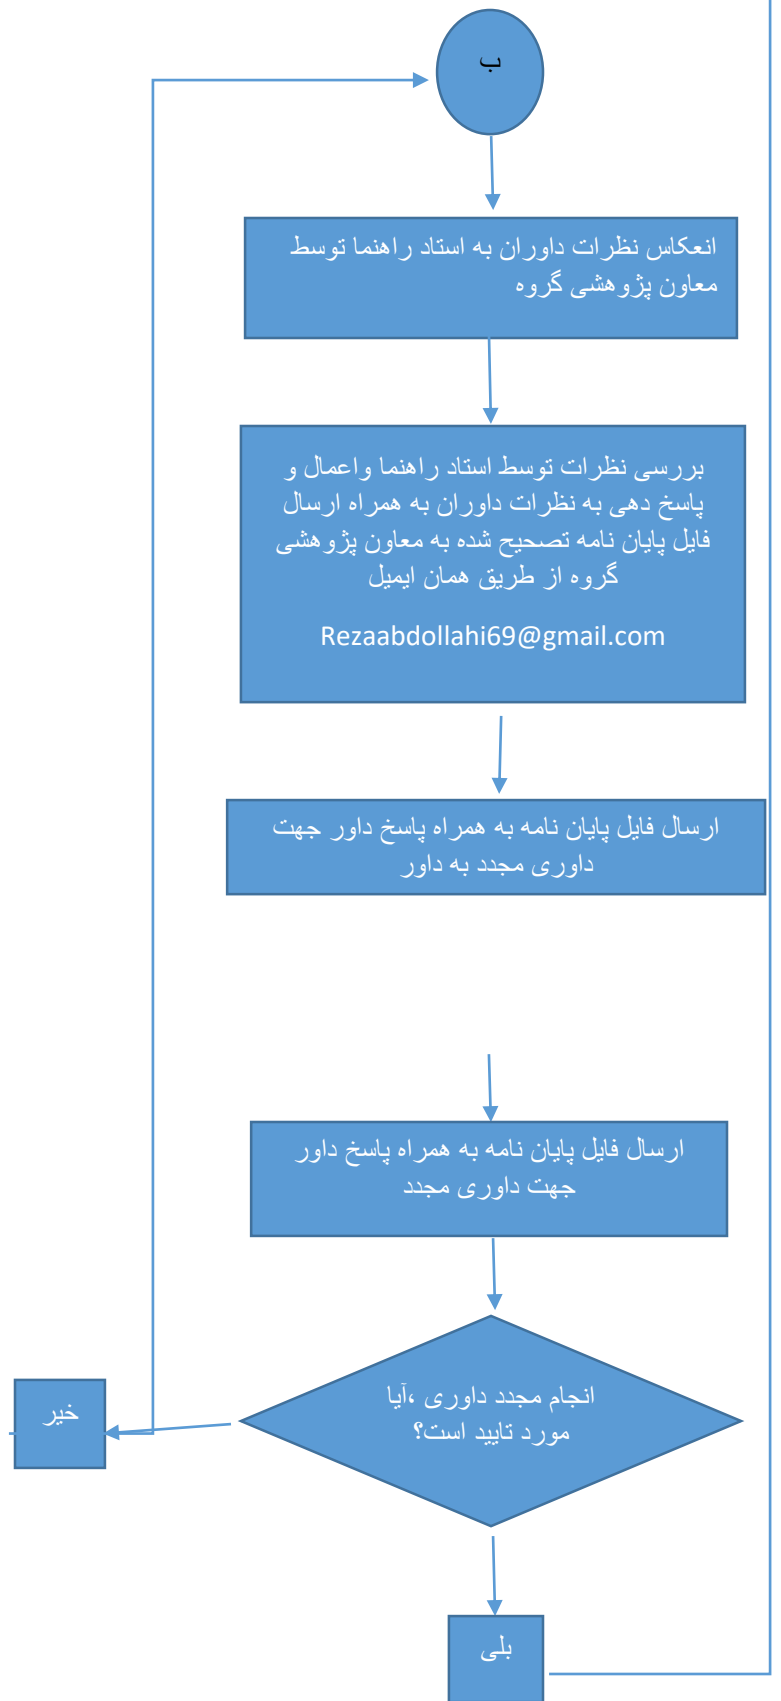 ب
انعکاس نظرات داوران به استاد راهنما توسط
معاون پژوهشی گروه
بررسی نظرات توسط استاد راهنما واعمال و
پاسخ دهی به نظرات داوران به همراه ارسال
فایل پایان نامه تصحیح شده به معاون پژوهشی
گروه از طریق همان ایمیل
Rezaabdollahi69@gmail.com
ارسال فایل پایان نامه به همراه پاسخ داور جهت
داوری مجدد به داور
ارسال فایل پایان نامه به همراه پاسخ داور
جهت داوری مجدد
انجام مجدد داوری ،آیا
مورد تایید است؟
خیر
بلی